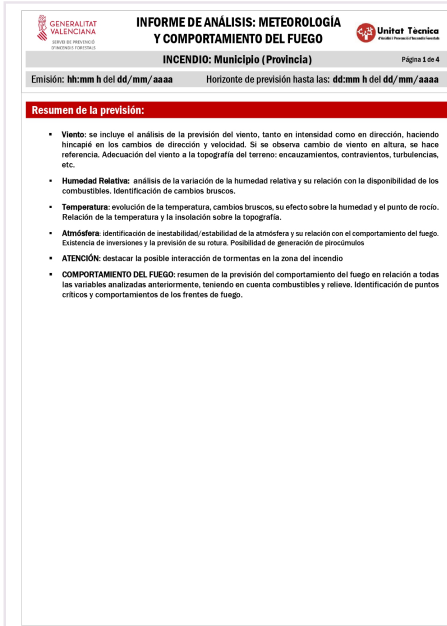 GENERALITAT
VALENCIANA
SERVEI DE PREVENCIÓ
D'INCENDIS FORESTALS
INFORME DE ANÁLISIS: METEOROLOGÍA
Y COMPORTAMIENTO DEL FUEGO
Unitat Tècnica
d'Anàlisi i Prevenció d'Incendis Forestals
INCENDIO: Municipio (Provincia)
Página 1 de 4
Emisión: hh:mm h del dd/mm/aaaa
Horizonte de previsión hasta las: dd:mm h del dd/mm/aaaa
Resumen de la previsión:
▪ Viento: se incluye el análisis de la previsión del viento, tanto en intensidad como en dirección, haciendo
hincapié en los cambios de dirección y velocidad. Si se observa cambio de viento en altura, se hace
referencia. Adecuación del viento a la topografía del terreno: encauzamientos, contravientos, turbulencias,
etc.
▪ Humedad Relativa: análisis de la variación de la humedad relativa y su relación con la disponibilidad de los
combustibles. Identificación de cambios bruscos.
▪ Temperatura: evolución de la temperatura, cambios bruscos, su efecto sobre la humedad y el punto de rocío.
Relación de la temperatura y la insolación sobre la topografía.
▪ Atmósfera: identificación de inestabilidad/estabilidad de la atmósfera y su relación con el comportamiento del fuego.
Existencia de inversiones y la previsión de su rotura. Posibilidad de generación de pirocúmulos
▪ ATENCIÓN: destacar la posible interacción de tormentas en la zona del incendio
▪ COMPORTAMIENTO DEL FUEGO: resumen de la previsión del comportamiento del fuego en relación a todas
las variables analizadas anteriormente, teniendo en cuenta combustibles y relieve. Identificación de puntos
críticos y comportamientos de los frentes de fuego.